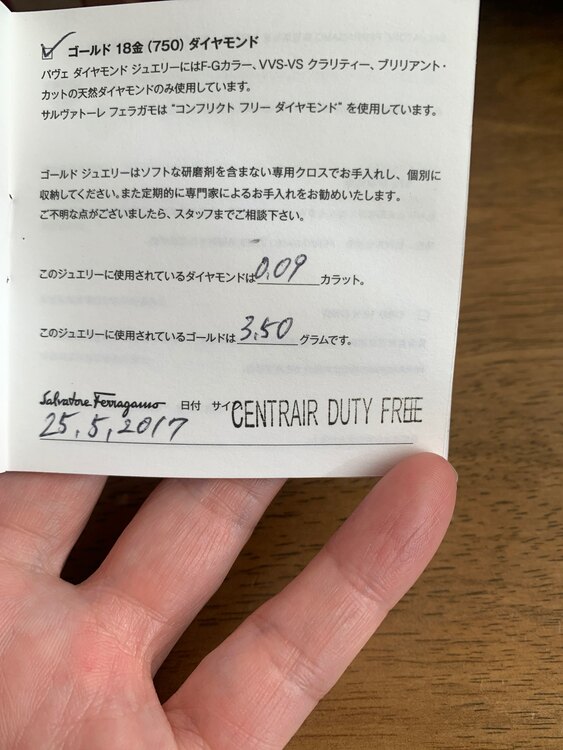 ゴールド 18金 (750) ダイヤモンド
パヴェ ダイヤモンド ジュエリーにはF-Gカラー、VVS-VS クラリティー、ブリリアント・
カットの天然ダイヤモンドのみ使用しています。
サルヴァトーレ フェラガモは “コンフリクト フリー ダイヤモンド” を使用しています。
ゴールド ジュエリーはソフトな研磨剤を含まない専用クロスでお手入れし、個別に
収納してください。また定期的に専門家によるお手入れをお勧めいたします。
ご不明な点がございましたら、スタッフまでご相談下さい。
このジュエリーに使用されているダイヤモンドは 0.09 カラット。
このジュエリーに使用されているゴールドは 3,50 グラムです。
Salvatore Ferragamo 日付 サイ CENTRAIR DUTY FREE
25,5,2017